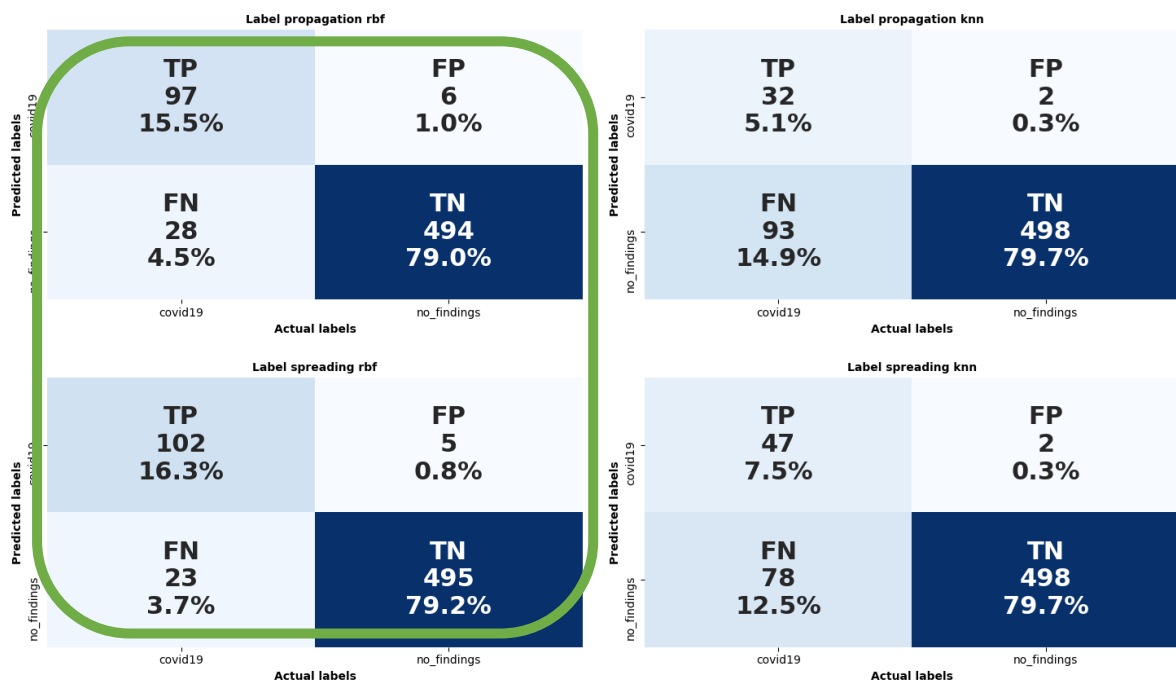 Label propagation rbf
Predicted labels
covid19
TP
97
15.5%
FP
6
1.0%
FN
28
4.5%
TN
494
79.0%
covid19
no_findings
Actual labels
Label propagation knn
Predicted labels
covid19
no_findings
TP
32
5.1%
FP
2
0.3%
FN
93
14.9%
TN
498
79.7%
covid19
no_findings
Actual labels
Label spreading rbf
Predicted labels
covid19
no_findings
TP
102
16.3%
FP
5
0.8%
FN
23
3.7%
TN
495
79.2%
covid19
no_findings
Actual labels
Label spreading knn
Predicted labels
covid19
no_findings
TP
47
7.5%
FP
2
0.3%
FN
78
12.5%
TN
498
79.7%
covid19
no_findings
Actual labels